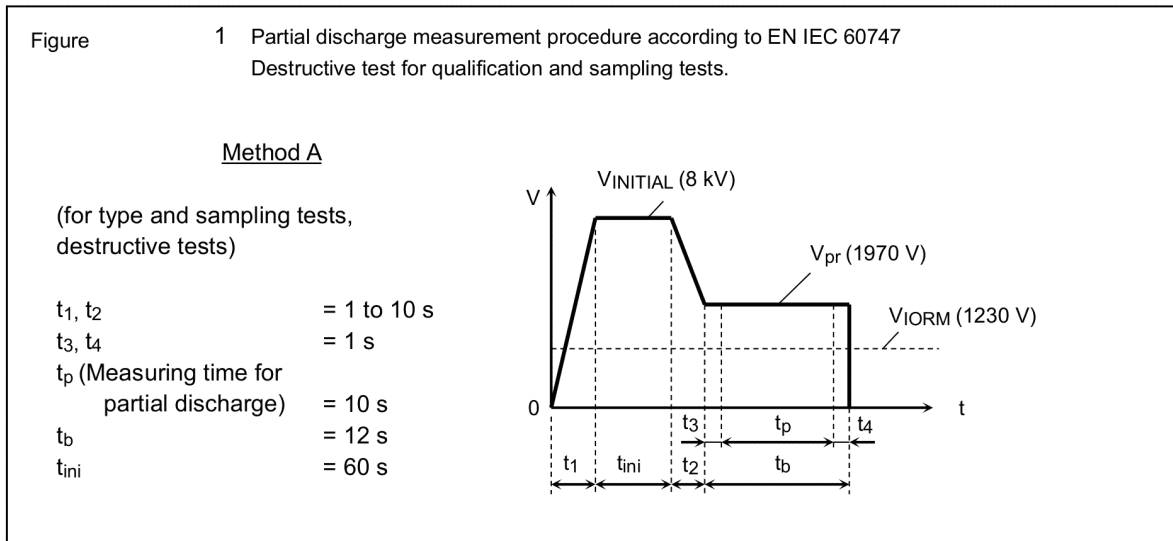 Figure 1 Partial discharge measurement procedure according to EN IEC 60747
Destructive test for qualification and sampling tests.
Method A
(for type and sampling tests,
destructive tests)
t1, t2 = 1 to 10 s
t3, t4 = 1 s
tp (Measuring time for
partial discharge) = 10 s
tb = 12 s
tini = 60 s
VINITIAL (8 kV)
V
Vpr (1970 V)
VIORM (1230 V)
0
t
t3 tp t4
t1 tini t2 tb